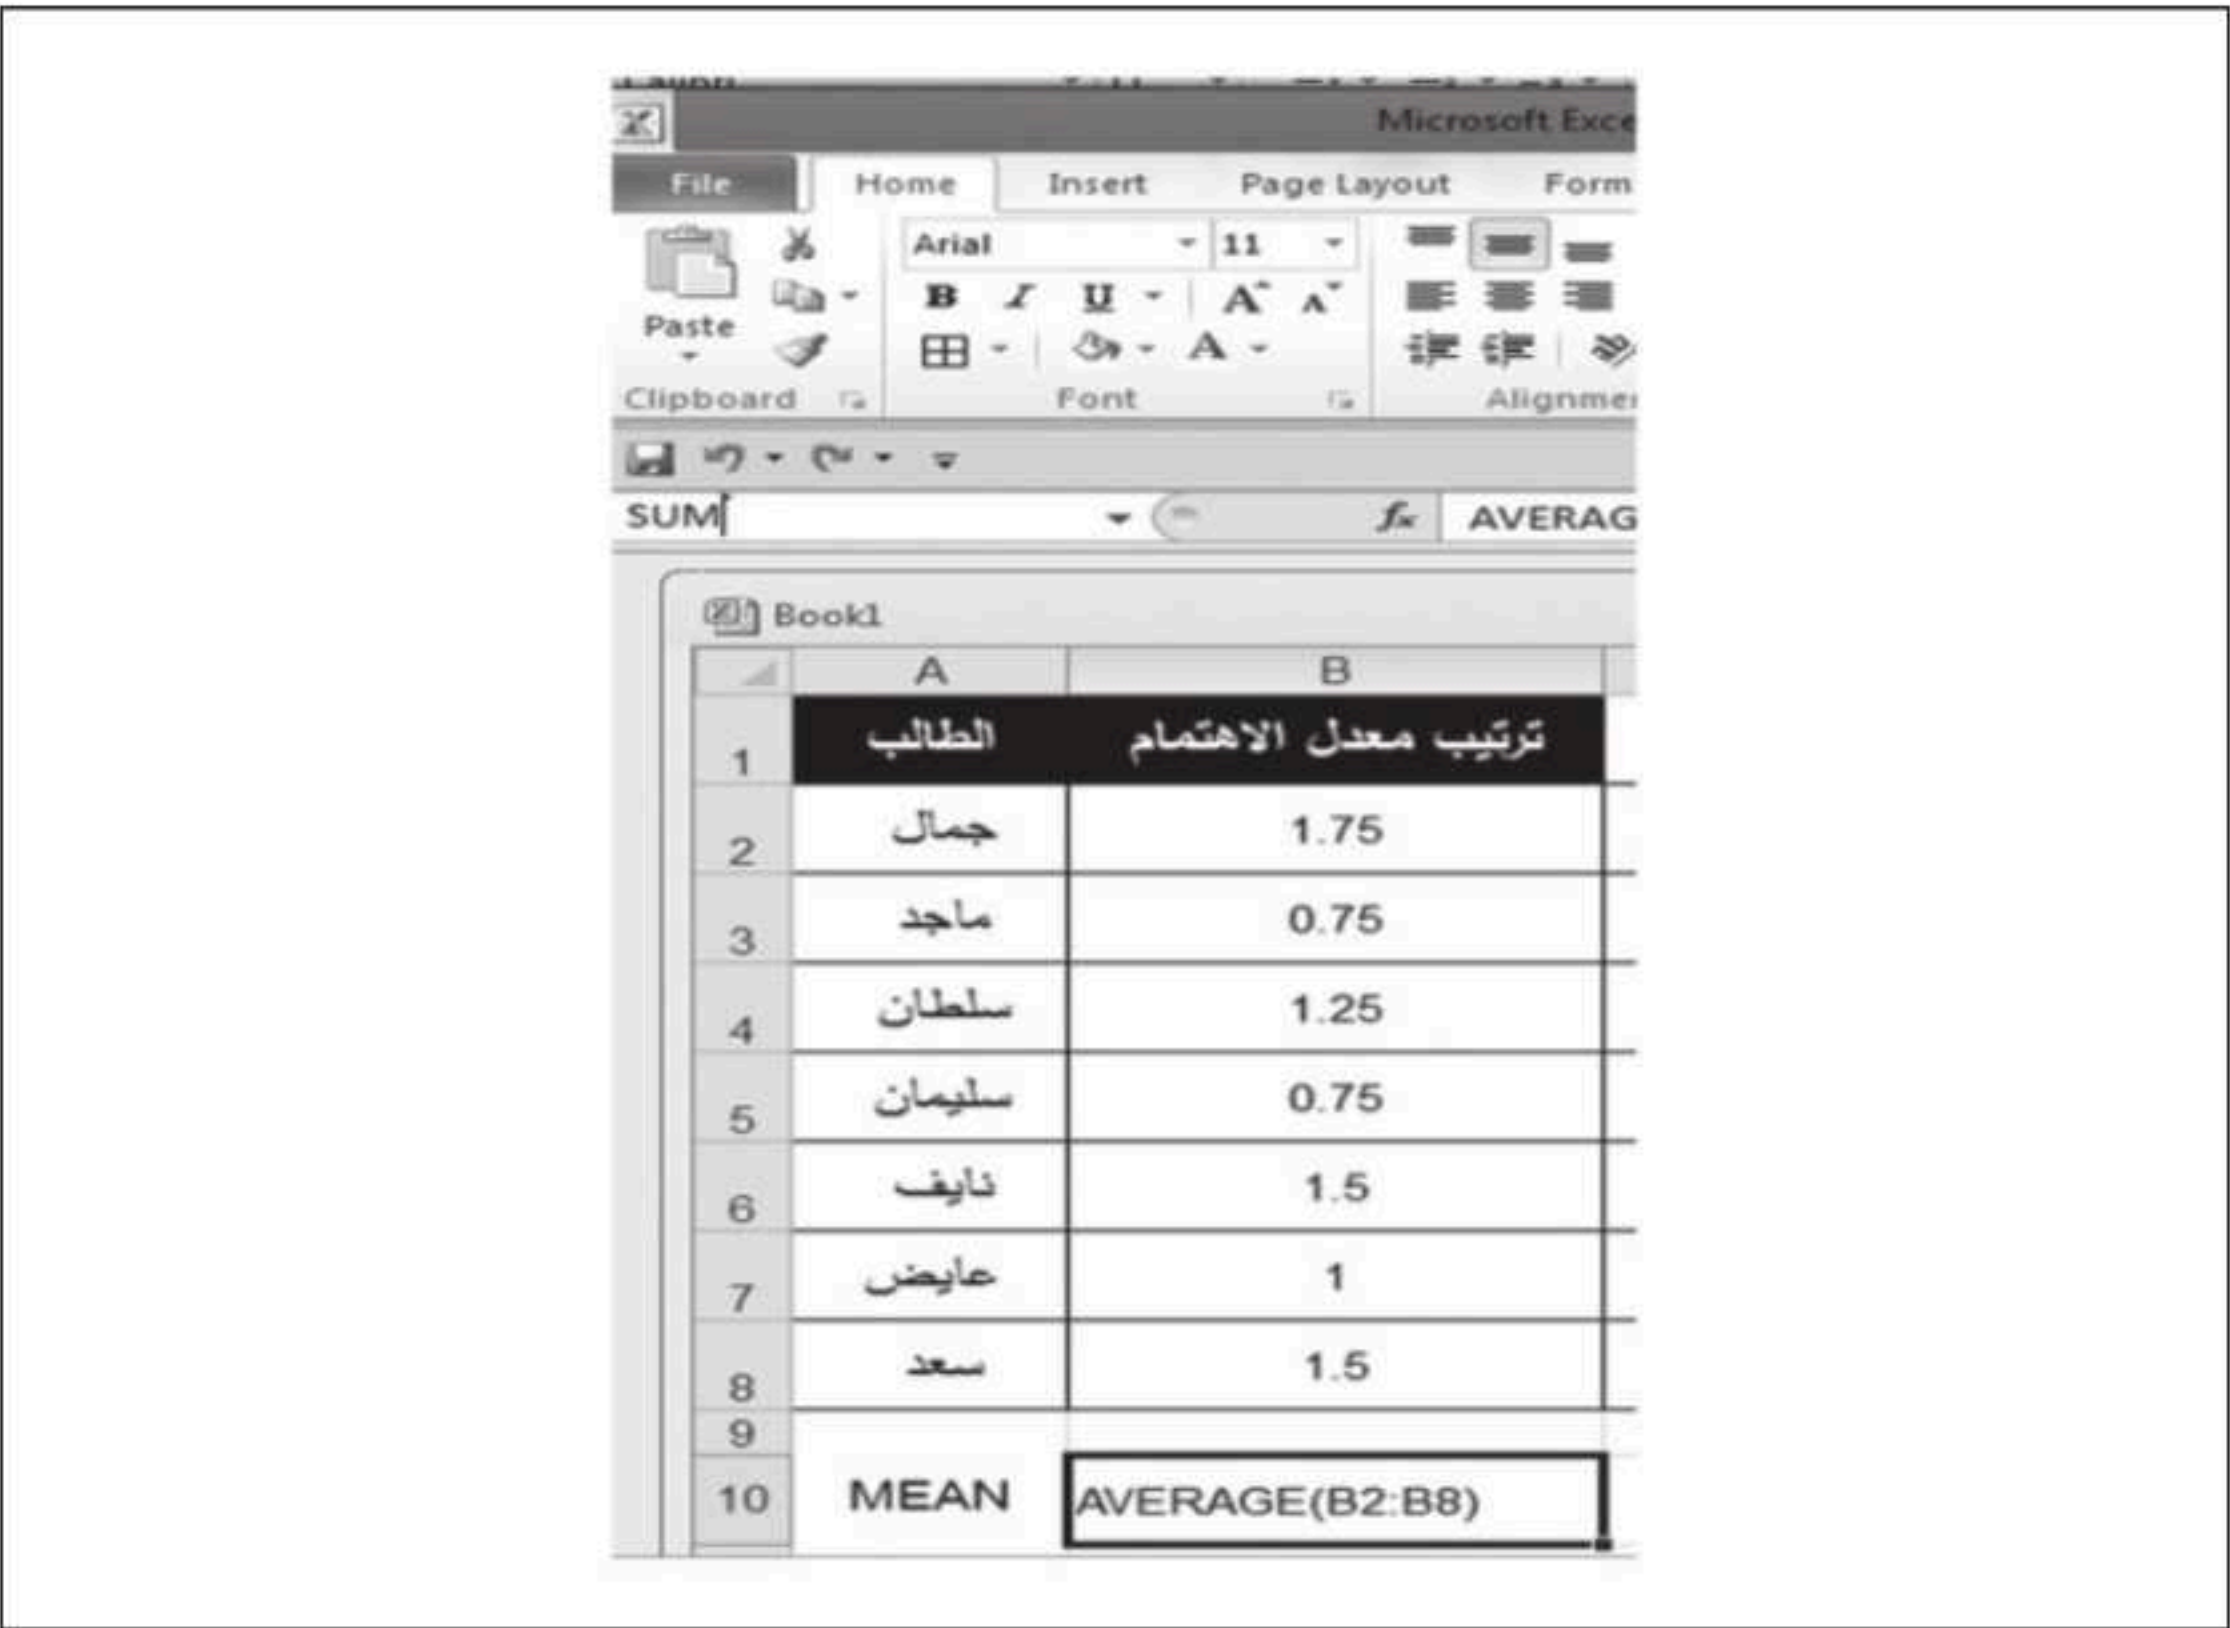 Microsoft Exce
File Home Insert Page Layout Form
Arial 11
B I U A A
Paste A
Clipboard Font Alignmer
SUM fx AVERAG
Book1
A B
1 الطالب ترتيب معدل الاهتمام
2 جمال 1.75
3 ماجد 0.75
4 سلطان 1.25
5 سليمان 0.75
6 نايف 1.5
7 عايض 1
8 سعد 1.5
9
10 MEAN AVERAGE(B2:B8)